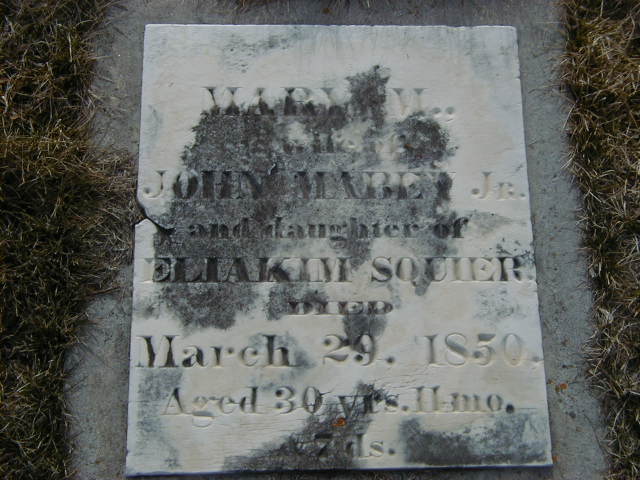 MARY M.,
wife of
JOHN MABEY JR.
and daughter of
ELIAKIM SQUIER.
DIED
March 29. 1850.
Aged 30 yrs. 11 mo.
7 ds.